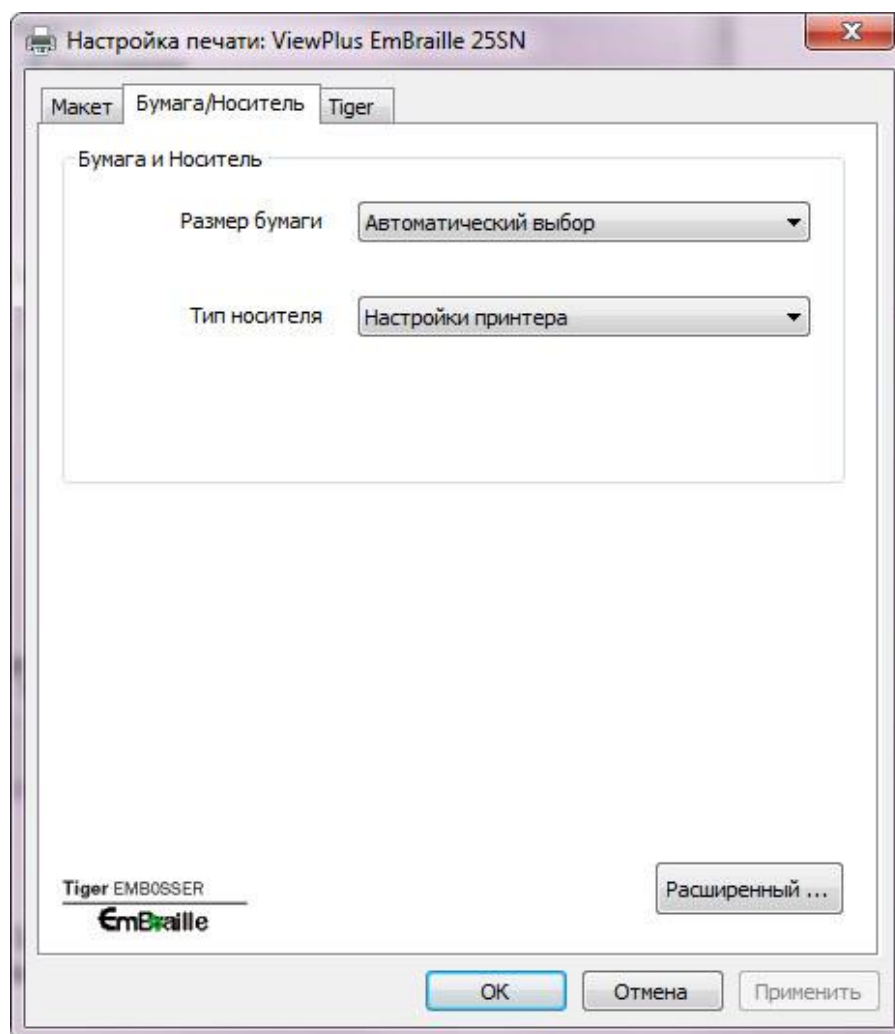 Настройка печати: ViewPlus EmBraille 25SN
Макет Бумага/Носитель Tiger
Бумага и Носитель
Размер бумаги Автоматический выбор
Тип носителя Настройки принтера
Tiger EMBOSSER
EmBraille
Расширенный ...
OK Отмена Применить